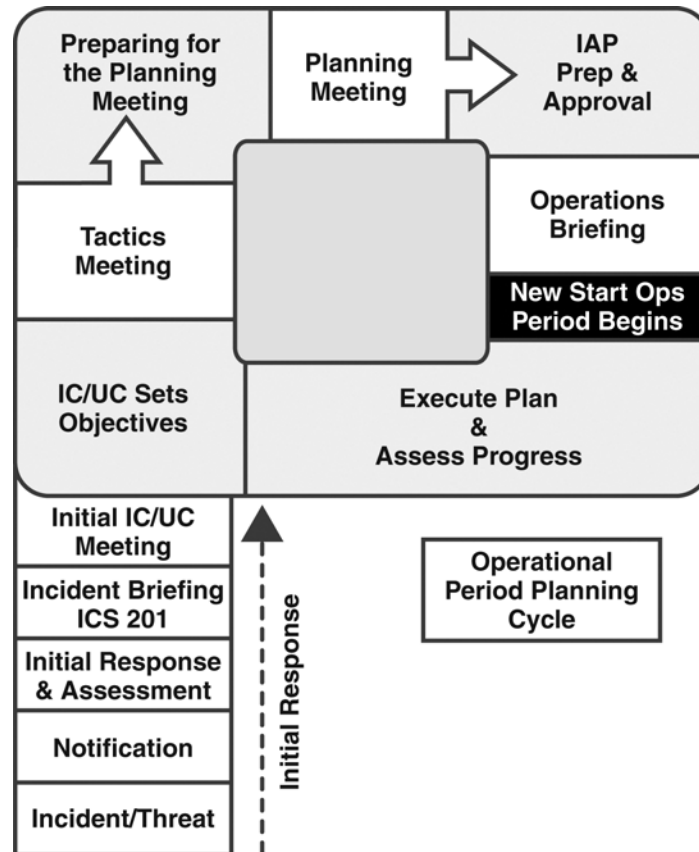 Preparing for
the Planning
Meeting
Planning
Meeting
IAP
Prep &
Approval
Tactics
Meeting
Operations
Briefing
New Start Ops
Period Begins
IC/UC Sets
Objectives
Execute Plan
&
Assess Progress
Initial IC/UC
Meeting
Incident Briefing
ICS 201
Initial Response
& Assessment
Notification
Incident/Threat
Initial Response
Operational
Period Planning
Cycle